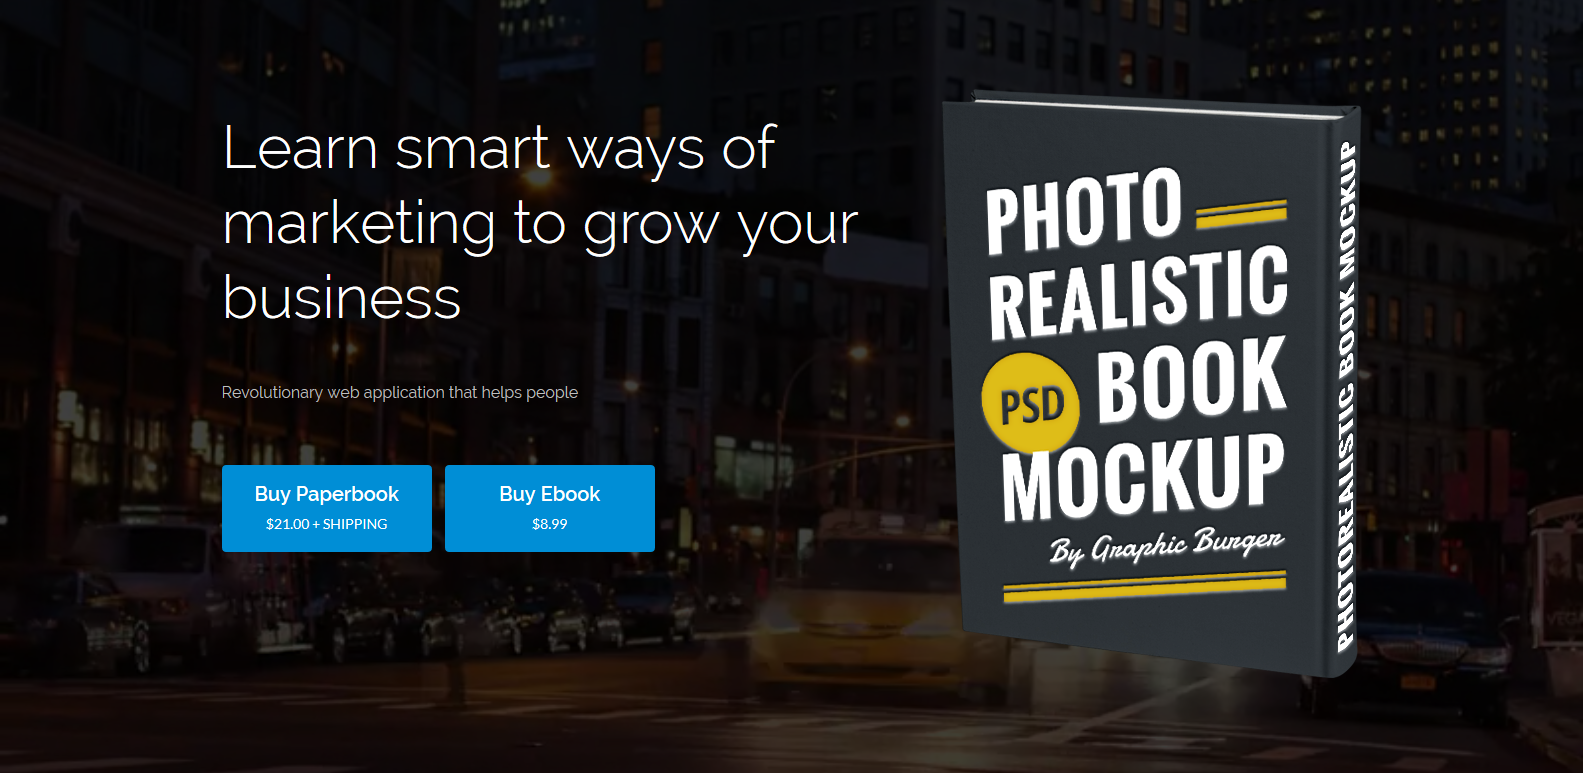 Learn smart ways of
marketing to grow your
business
Revolutionary web application that helps people
Buy Paperbook
$21.00 + SHIPPING
Buy Ebook
$8.99
PHOTO
REALISTIC
PSD BOOK
MOCKUP
By Graphic Burger
PHOTOREALISTIC BOOK MOCKUP